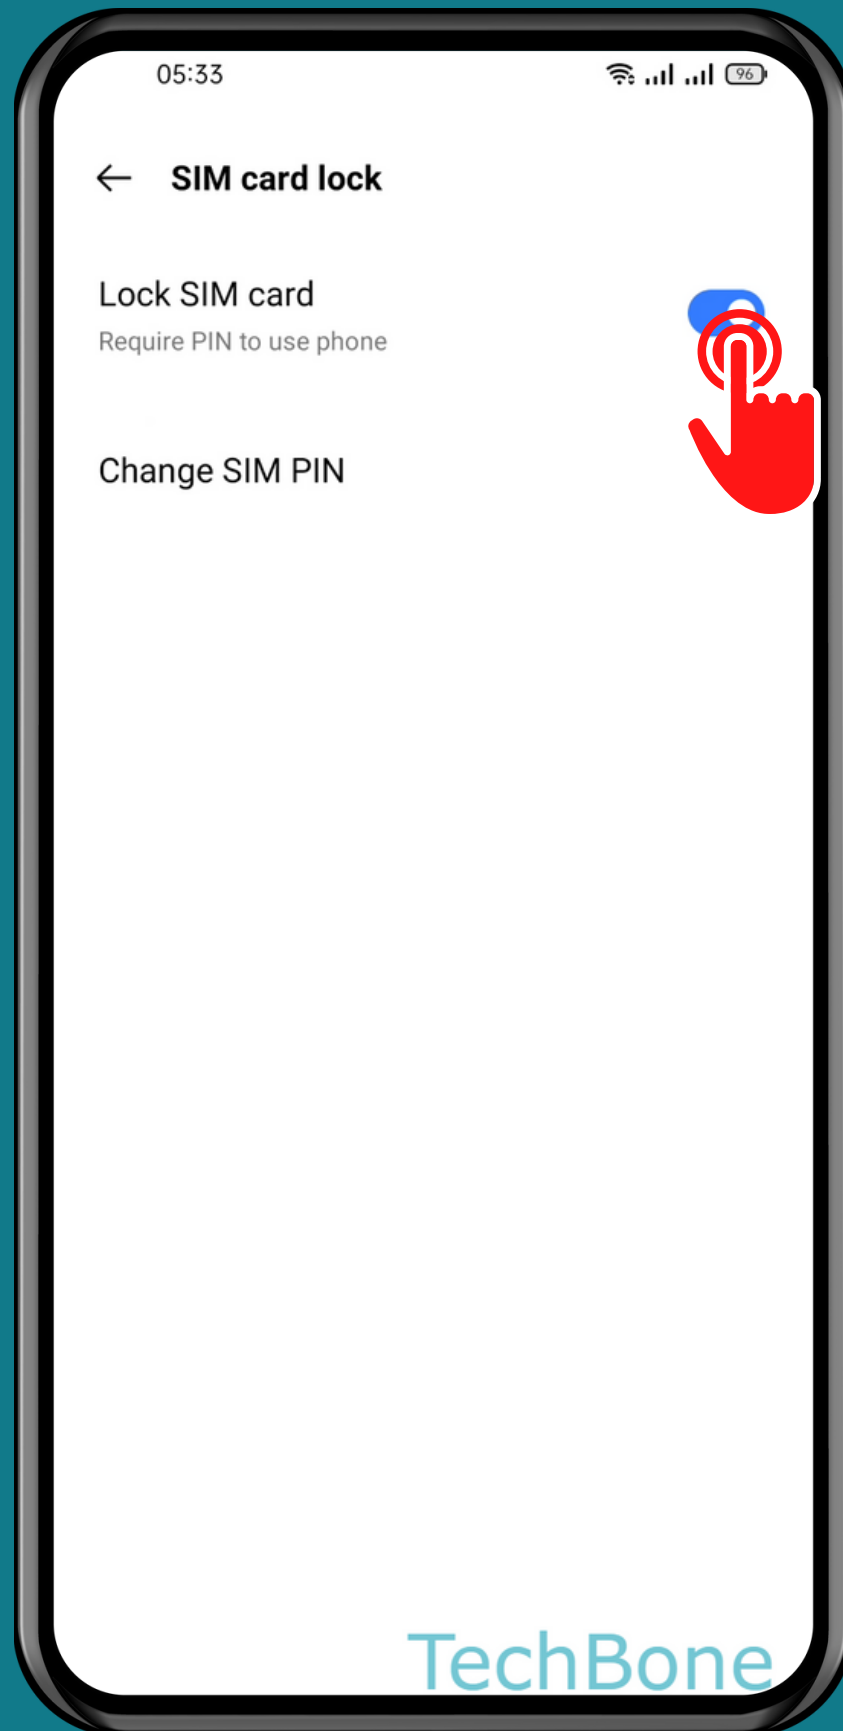 05:33
96
SIM card lock
Lock SIM card
Require PIN to use phone
Change SIM PIN
TechBone